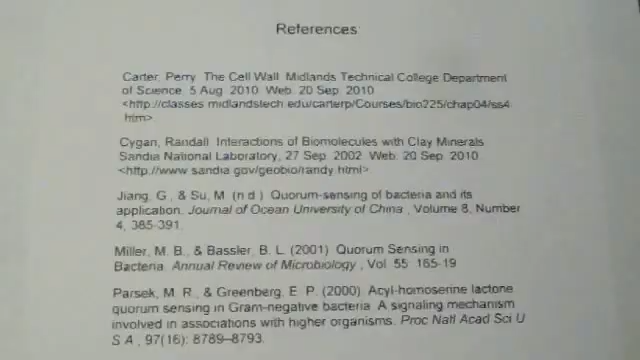 References
Carter, Perry. The Cell Wall. Midlands Technical College Department
of Science. 5 Aug. 2010. Web. 20 Sep. 2010
<http://classes.midlandstech.edu/carterp/Courses/bio225/chap04/ss4.
htm>
Cygan, Randall. Interactions of Biomolecules with Clay Minerals
Sandia National Laboratory, 27 Sep. 2002. Web. 20 Sep. 2010.
<http://www.sandia.gov/geobio/randy.html>
Jiang, G., & Su, M. (n.d.). Quorum-sensing of bacteria and its
application. Journal of Ocean University of China , Volume 8, Number
4, 385-391.
Miller, M. B., & Bassler, B. L. (2001). Quorum Sensing in
Bacteria. Annual Review of Microbiology , Vol. 55: 165-19
Parsek, M. R., & Greenberg, E. P. (2000). Acyl-homoserine lactone
quorum sensing in Gram-negative bacteria: A signaling mechanism
involved in associations with higher organisms. Proc Natl Acad Sci U
S A , 97(16): 8789–8793.